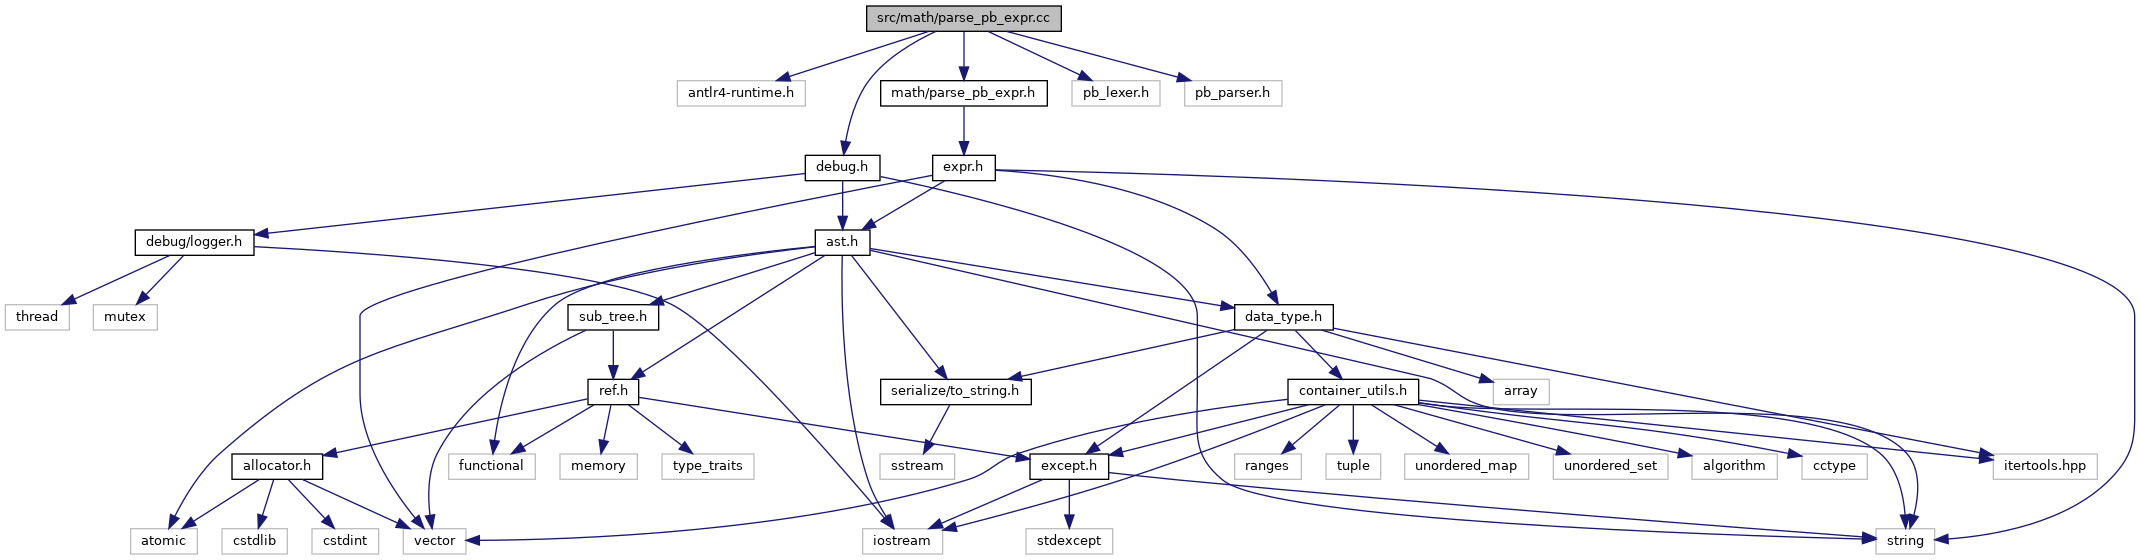 src/math/parse_pb_expr.cc
antlr4-runtime.h
math/parse_pb_expr.h
pb_lexer.h
pb_parser.h
debug.h
expr.h
debug/logger.h
ast.h
thread
mutex
sub_tree.h
data_type.h
ref.h
serialize/to_string.h
container_utils.h
array
allocator.h
functional
memory
type_traits
sstream
except.h
ranges
tuple
unordered_map
unordered_set
algorithm
cctype
itertools.hpp
atomic
cstdlib
cstdint
vector
iostream
stdexcept
string